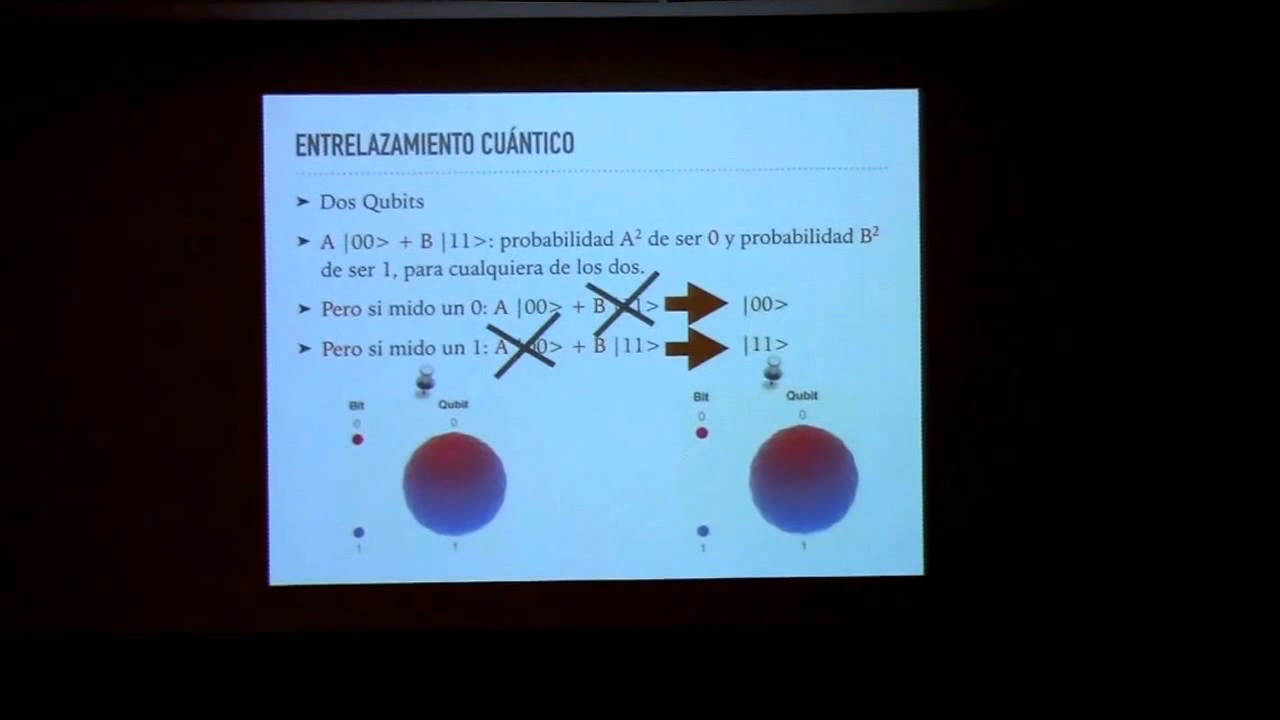 ENTRELAZAMIENTO CUÁNTICO
➤ Dos Qubits
➤ A |00> + B |11>: probabilidad A² de ser 0 y probabilidad B²
de ser 1, para cualquiera de los dos.
➤ Pero si mido un 0: A |00> + B |11> |00>
➤ Pero si mido un 1: A |00> + B |11> |11>
Bit Qubit
0 0
1 1
Bit Qubit
0 0
1 1